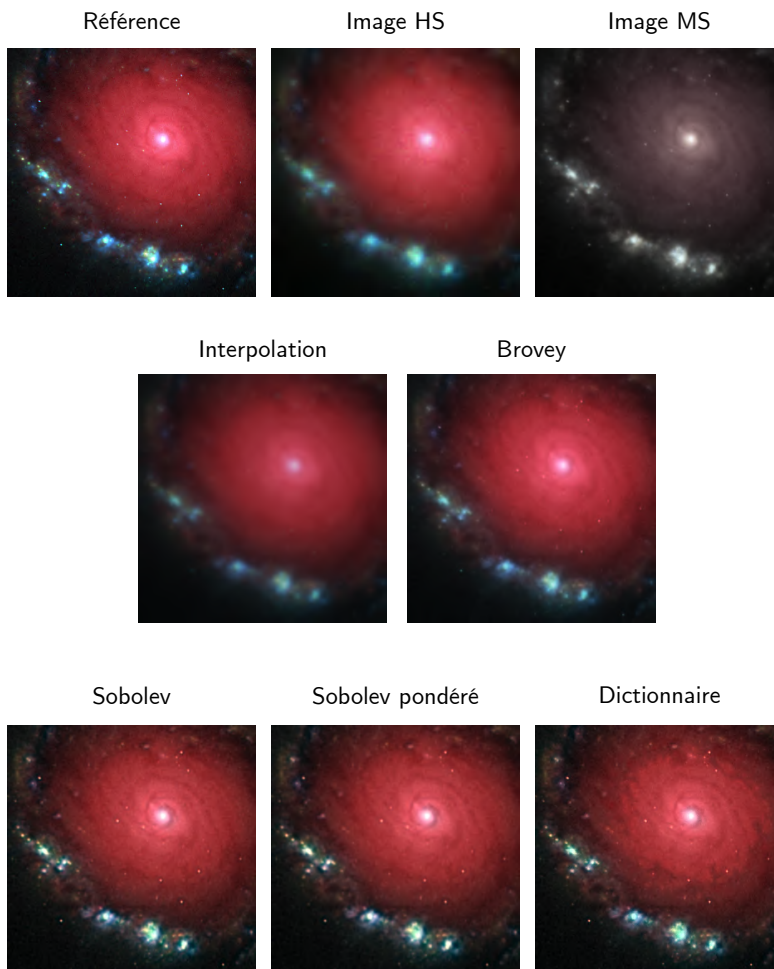 Référence
Image HS
Image MS
Interpolation
Brovey
Sobolev
Sobolev pondéré
Dictionnaire